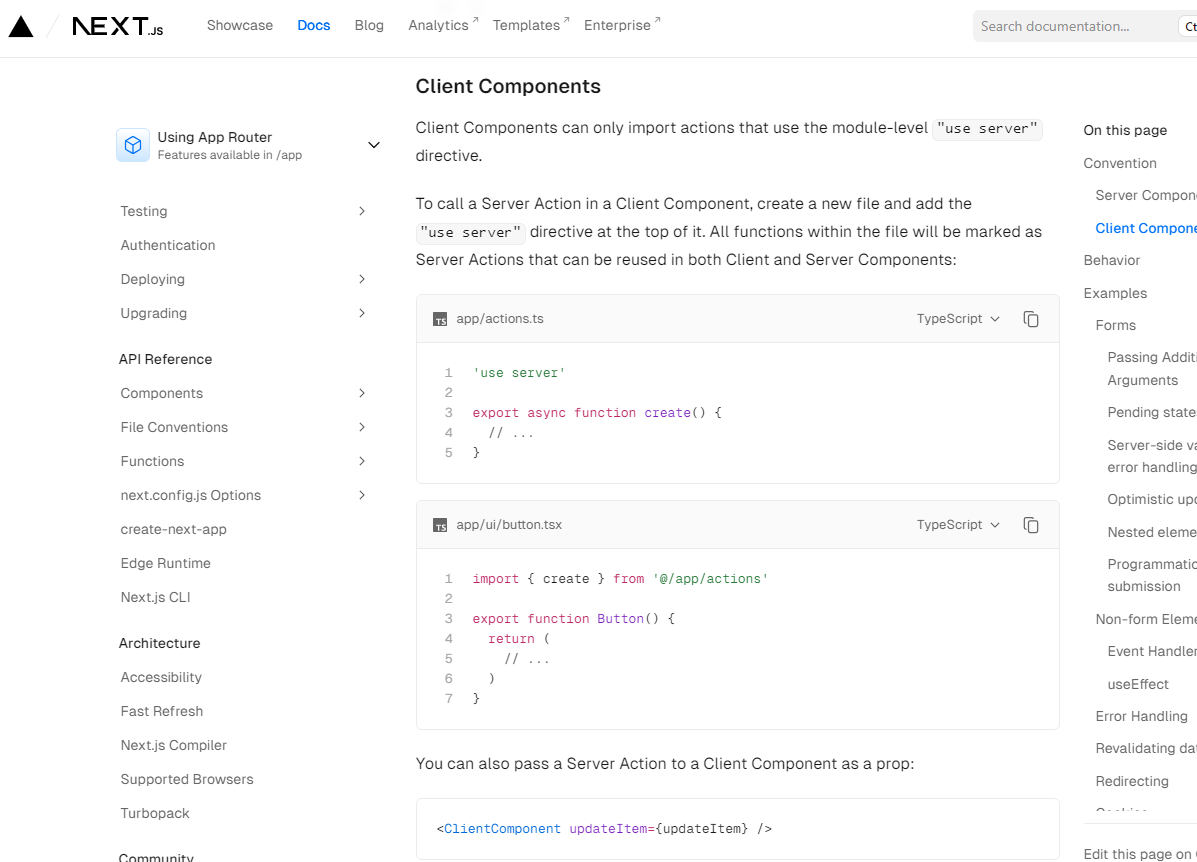 NEXT.JS
Showcase
Docs
Blog
Analytics
Templates
Enterprise
Search documentation...
Ct
Using App Router
Features available in /app
Testing
Authentication
Deploying
Upgrading
API Reference
Components
File Conventions
Functions
next.config.js Options
create-next-app
Edge Runtime
Next.js CLI
Architecture
Accessibility
Fast Refresh
Next.js Compiler
Supported Browsers
Turbopack
Community
Client Components
Client Components can only import actions that use the module-level "use server"
directive.
To call a Server Action in a Client Component, create a new file and add the
"use server" directive at the top of it. All functions within the file will be marked as
Server Actions that can be reused in both Client and Server Components:
app/actions.ts
TypeScript
1 'use server'
2
3 export async function create() {
4   // ...
5 }
app/ui/button.tsx
TypeScript
1 import { create } from '@/app/actions'
2
3 export function Button() {
4   return (
5     // ...
6   )
7 }
You can also pass a Server Action to a Client Component as a prop:
<ClientComponent updateItem={updateItem} />
On this page
Convention
Server Compon
Client Compone
Behavior
Examples
Forms
Passing Additi
Arguments
Pending state
Server-side va
error handling
Optimistic upd
Nested eleme
Programmatic
submission
Non-form Eleme
Event Handler
useEffect
Error Handling
Revalidating dat
Redirecting
Edit this page on